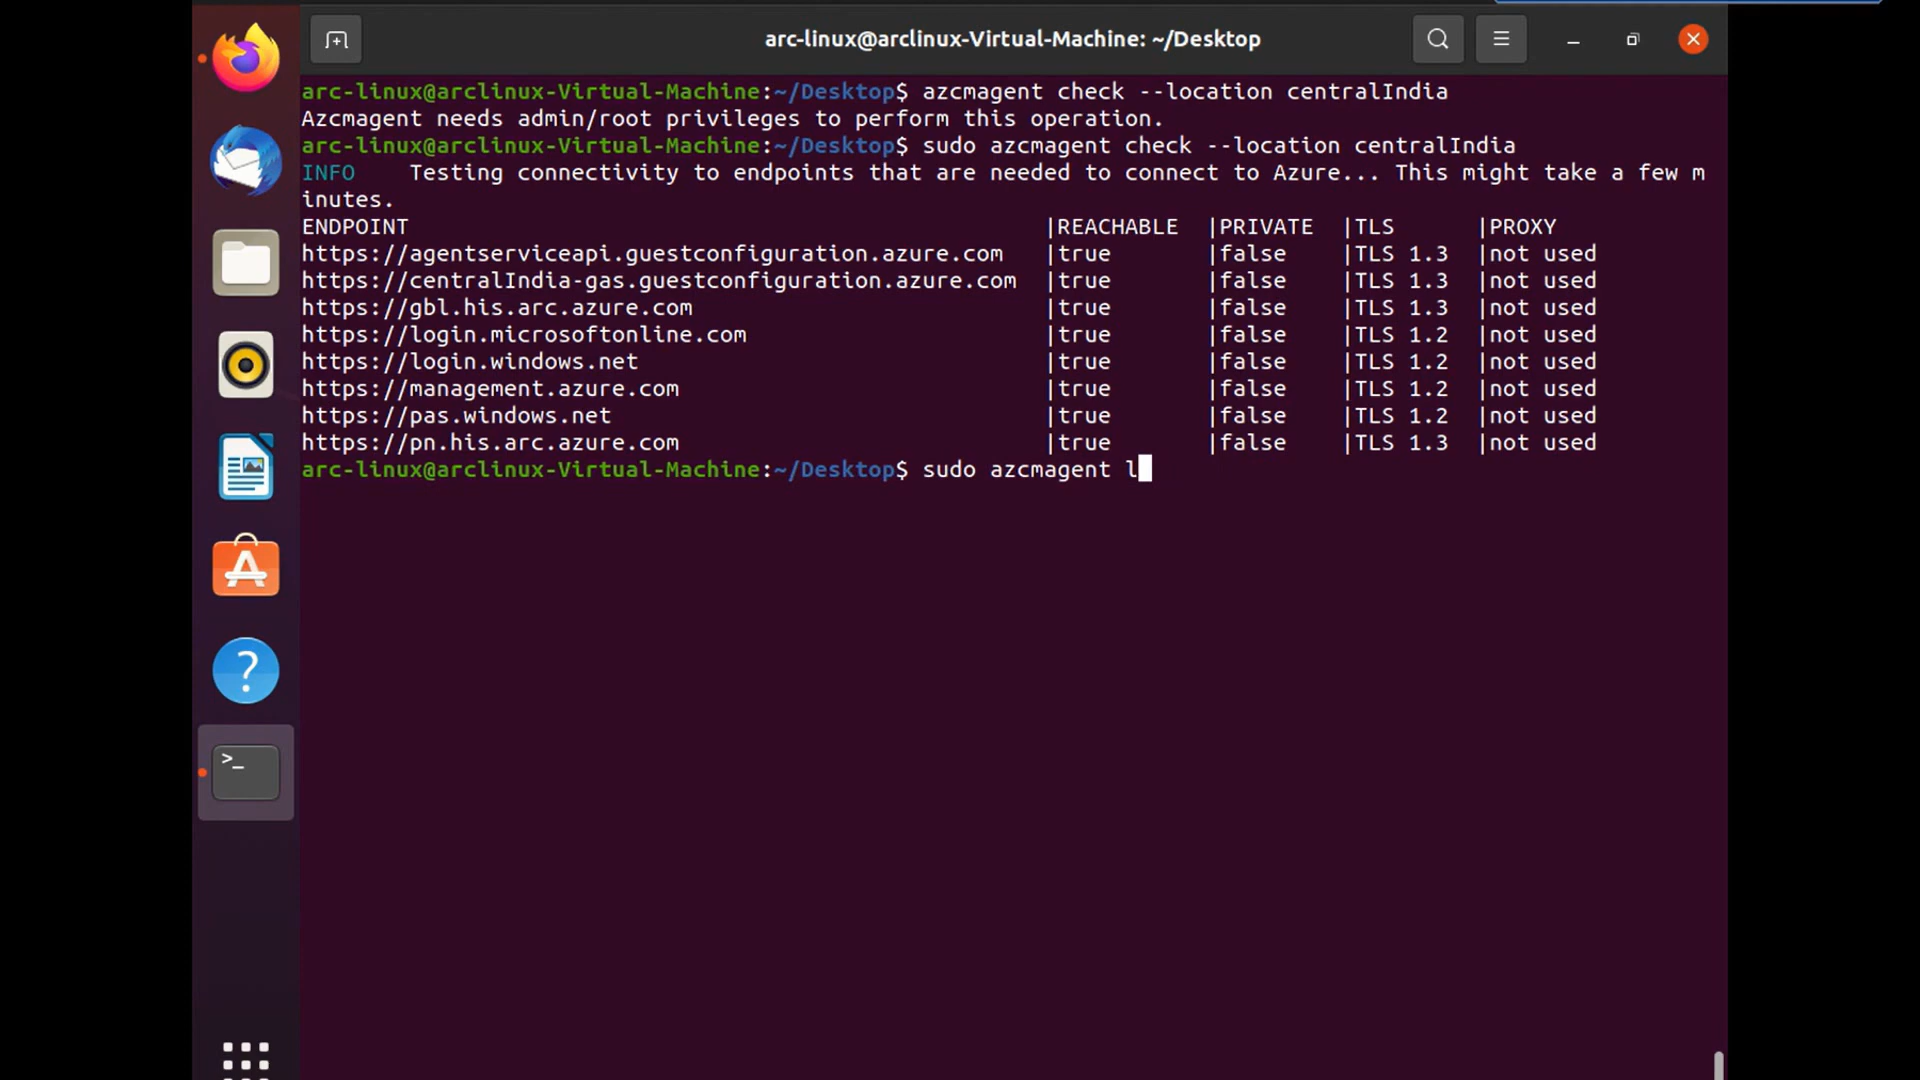 arc-linux@arclinux-Virtual-Machine: ~/Desktop
arc-linux@arclinux-Virtual-Machine:~/Desktop$ azcmagent check --location centralIndia
Azcmagent needs admin/root privileges to perform this operation.
arc-linux@arclinux-Virtual-Machine:~/Desktop$ sudo azcmagent check --location centralIndia
INFO    Testing connectivity to endpoints that are needed to connect to Azure... This might take a few m
inutes.
ENDPOINT |REACHABLE |PRIVATE |TLS |PROXY
https://agentserviceapi.guestconfiguration.azure.com |true |false |TLS 1.3 |not used
https://centralIndia-gas.guestconfiguration.azure.com |true |false |TLS 1.3 |not used
https://gbl.his.arc.azure.com |true |false |TLS 1.3 |not used
https://login.microsoftonline.com |true |false |TLS 1.2 |not used
https://login.windows.net |true |false |TLS 1.2 |not used
https://management.azure.com |true |false |TLS 1.2 |not used
https://pas.windows.net |true |false |TLS 1.2 |not used
https://pn.his.arc.azure.com |true |false |TLS 1.3 |not used
arc-linux@arclinux-Virtual-Machine:~/Desktop$ sudo azcmagent l